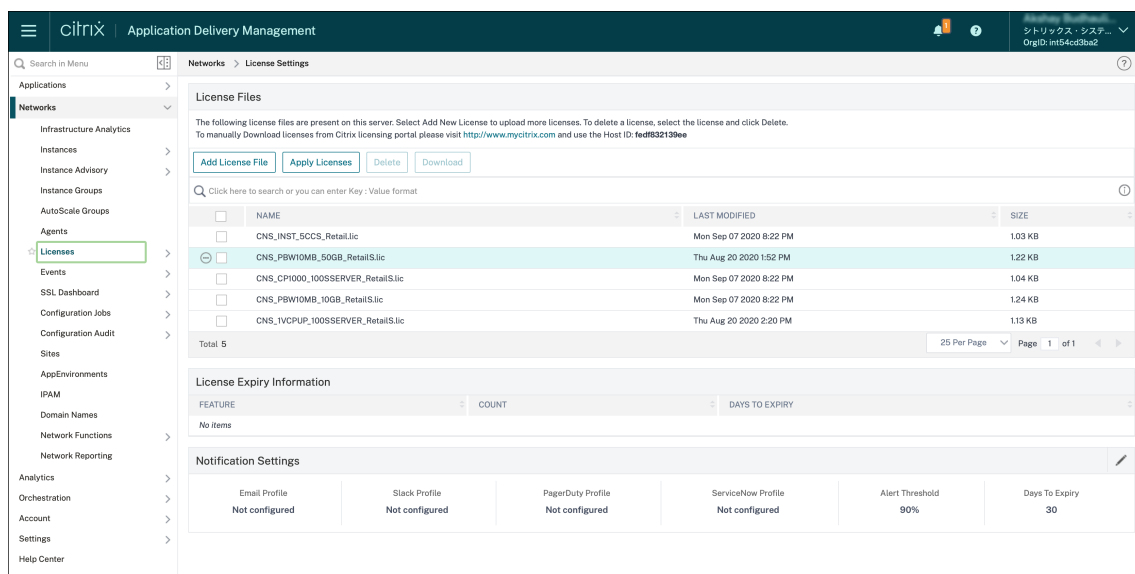 citrix | Application Delivery Management
1
?
シトリックス・システ...
OrgID: int54cd3ba2
Search in Menu
Networks > License Settings
?
Applications
Networks
Infrastructure Analytics
Instances
Instance Advisory
Instance Groups
AutoScale Groups
Agents
Licenses
Events
SSL Dashboard
Configuration Jobs
Configuration Audit
Sites
AppEnvironments
IPAM
Domain Names
Network Functions
Network Reporting
Analytics
Orchestration
Account
Settings
Help Center
License Files
The following license files are present on this server. Select Add New License to upload more licenses. To delete a license, select the license and click Delete.
To manually Download licenses from Citrix licensing portal please visit http://www.mycitrix.com and use the Host ID: fedf832139ee
Add License File Apply Licenses Delete Download
Click here to search or you can enter Key : Value format
NAME LAST MODIFIED SIZE
CNS_INST_5CCS_Retail.lic Mon Sep 07 2020 8:22 PM 1.03 KB
CNS_PBW10MB_50GB_RetailS.lic Thu Aug 20 2020 1:52 PM 1.22 KB
CNS_CP1000_100SSERVER_RetailS.lic Mon Sep 07 2020 8:22 PM 1.04 KB
CNS_PBW10MB_10GB_RetailS.lic Mon Sep 07 2020 8:22 PM 1.24 KB
CNS_1VCPUP_100SSERVER_RetailS.lic Thu Aug 20 2020 2:20 PM 1.13 KB
Total 5 25 Per Page Page 1 of 1
License Expiry Information
FEATURE COUNT DAYS TO EXPIRY
No items
Notification Settings
Email Profile Slack Profile PagerDuty Profile ServiceNow Profile Alert Threshold Days To Expiry
Not configured Not configured Not configured Not configured 90% 30